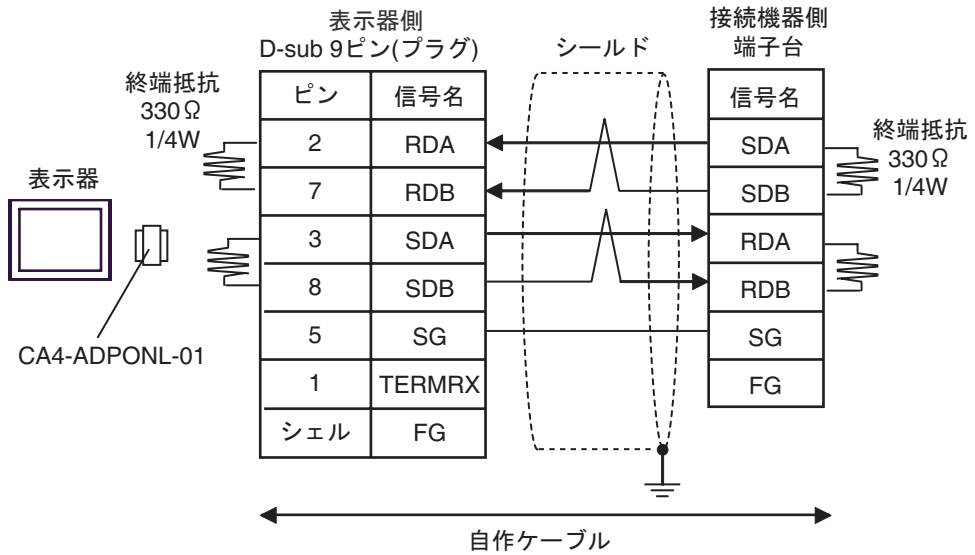 表示器側
D-sub 9ピン(プラグ)
シールド
接続機器側
端子台
終端抵抗
330Ω
1/4W
ピン 信号名
2 RDA
7 RDB
3 SDA
8 SDB
5 SG
1 TERMRX
シェル FG
信号名
SDA
SDB
RDA
RDB
SG
FG
終端抵抗
330Ω
1/4W
表示器
CA4-ADPONL-01
自作ケーブル